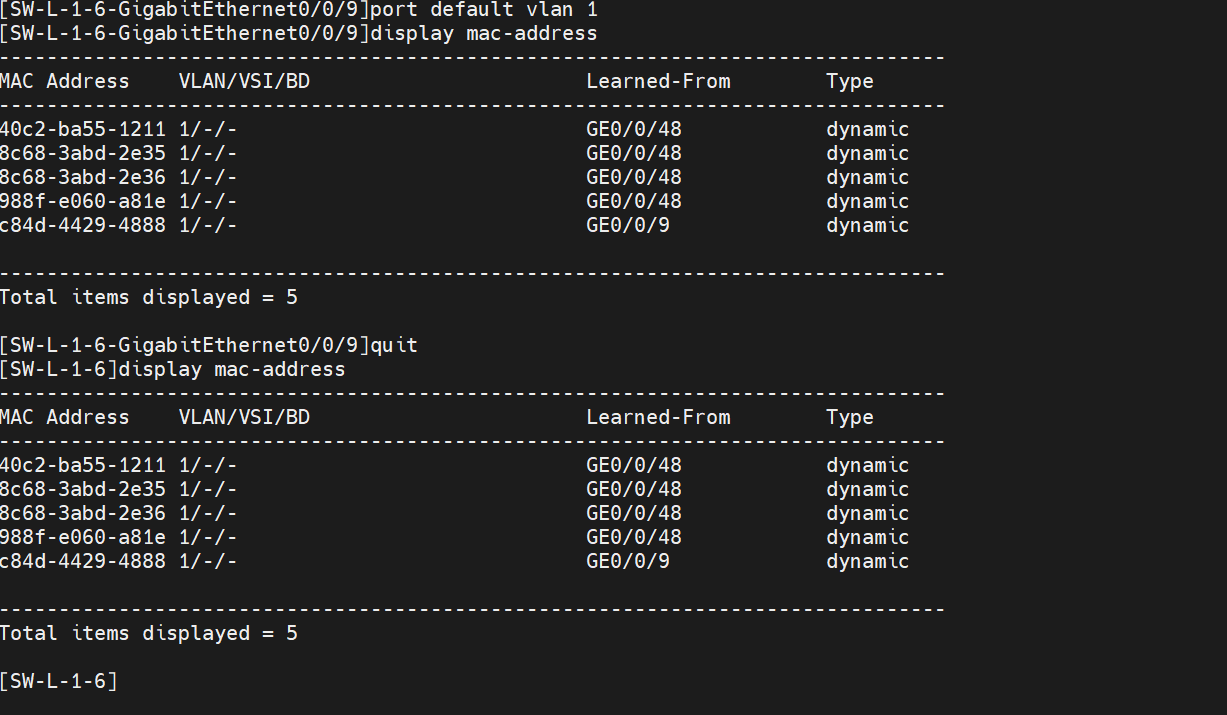 [SW-L-1-6-GigabitEthernet0/0/9]port default vlan 1
[SW-L-1-6-GigabitEthernet0/0/9]display mac-address
-------------------------------------------------------------------------------
MAC Address    VLAN/VSI/BD                       Learned-From        Type
-------------------------------------------------------------------------------
40c2-ba55-1211 1/-/-                             GE0/0/48            dynamic
8c68-3abd-2e35 1/-/-                             GE0/0/48            dynamic
8c68-3abd-2e36 1/-/-                             GE0/0/48            dynamic
988f-e060-a81e 1/-/-                             GE0/0/48            dynamic
c84d-4429-4888 1/-/-                             GE0/0/9             dynamic
-------------------------------------------------------------------------------
Total items displayed = 5
[SW-L-1-6-GigabitEthernet0/0/9]quit
[SW-L-1-6]display mac-address
-------------------------------------------------------------------------------
MAC Address    VLAN/VSI/BD                       Learned-From        Type
-------------------------------------------------------------------------------
40c2-ba55-1211 1/-/-                             GE0/0/48            dynamic
8c68-3abd-2e35 1/-/-                             GE0/0/48            dynamic
8c68-3abd-2e36 1/-/-                             GE0/0/48            dynamic
988f-e060-a81e 1/-/-                             GE0/0/48            dynamic
c84d-4429-4888 1/-/-                             GE0/0/9             dynamic
-------------------------------------------------------------------------------
Total items displayed = 5
[SW-L-1-6]